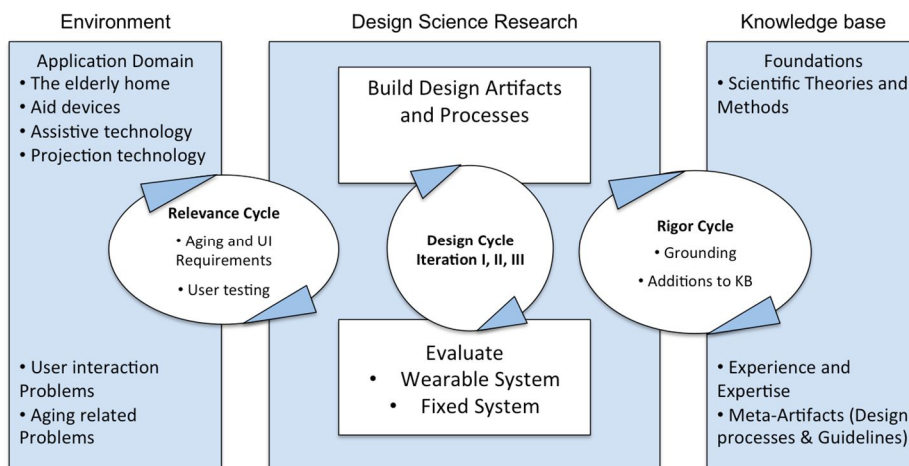 Environment
Design Science Research
Knowledge base
Application Domain
• The elderly home
• Aid devices
• Assistive technology
• Projection technology
Build Design Artifacts
and Processes
Foundations
• Scientific Theories and
Methods
Relevance Cycle
• Aging and UI
Requirements
• User testing
Design Cycle
Iteration I, II, III
Rigor Cycle
• Grounding
• Additions to KB
• User interaction
Problems
• Aging related
Problems
Evaluate
• Wearable System
• Fixed System
• Experience and
Expertise
• Meta-Artifacts (Design
processes & Guidelines)